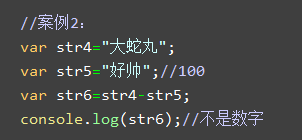 //案例2：
var str4="大蛇丸";
var str5="好帅";//100
var str6=str4-str5;
console.log(str6);//不是数字